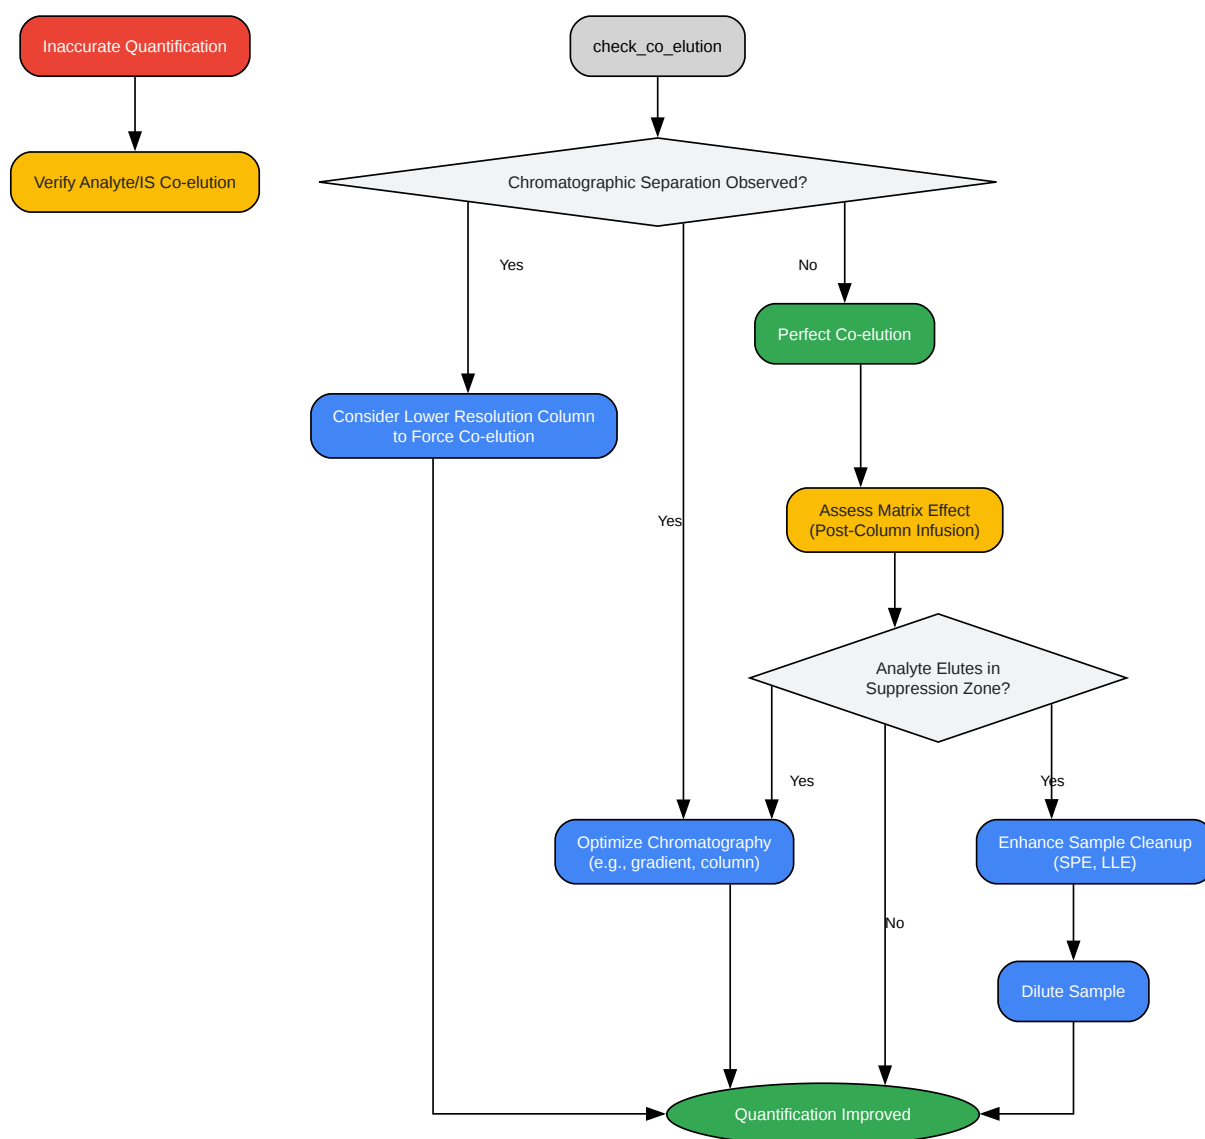 Inaccurate Quantification
check_co_elution
Verify Analyte/IS Co-elution
Chromatographic Separation Observed?
Yes
No
Perfect Co-elution
Consider Lower Resolution Column
to Force Co-elution
Yes
Assess Matrix Effect
(Post-Column Infusion)
Analyte Elutes in
Suppression Zone?
Yes
Yes
Optimize Chromatography
(e.g., gradient, column)
Enhance Sample Cleanup
(SPE, LLE)
No
Dilute Sample
Quantification Improved